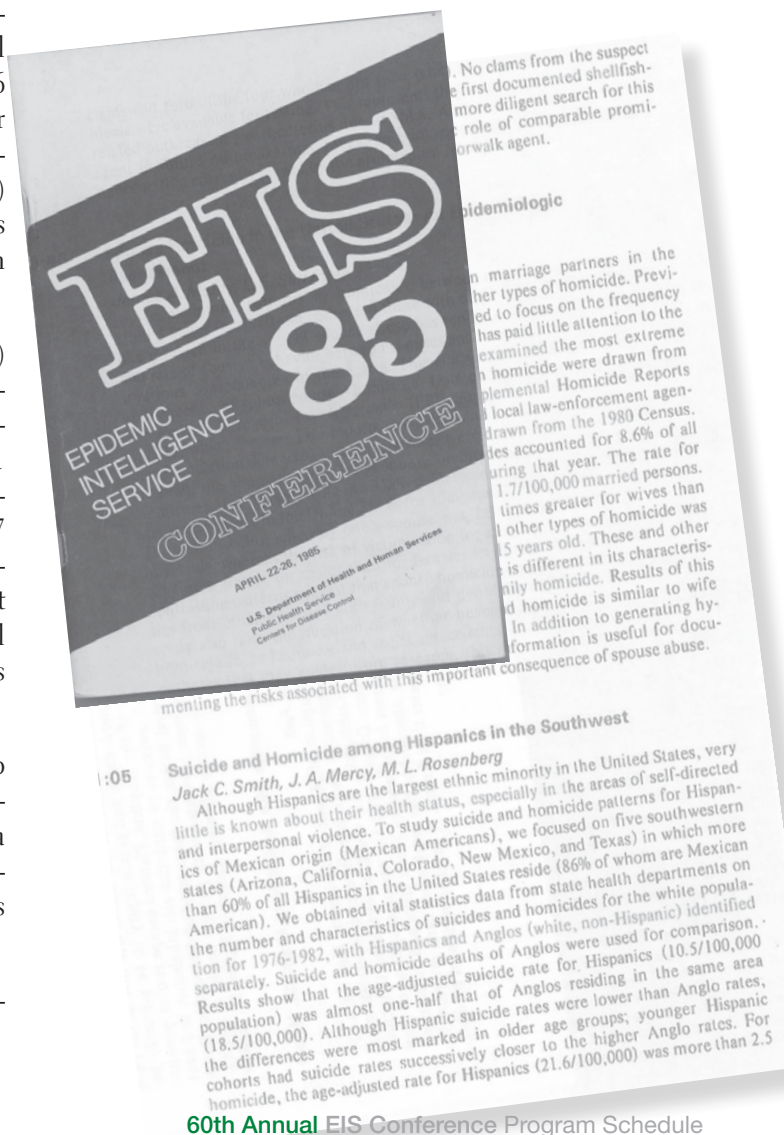 EIS
85
EPIDEMIC
INTELLIGENCE
SERVICE
CONFERENCE
APRIL 22-26, 1985
U.S. Department of Health and Human Services
Public Health Service
Centers for Disease Control
). No clams from the suspect
e first documented shellfish-
more diligent search for this
role of comparable promi-
orwalk agent.
pidemiologic
n marriage partners in the
her types of homicide. Previ-
ed to focus on the frequency
has paid little attention to the
examined the most extreme
homicide were drawn from
plemental Homicide Reports
local law-enforcement agen-
drawn from the 1980 Census.
des accounted for 8.6% of all
uring that year. The rate for
1.7/100,000 married persons.
times greater for wives than
other types of homicide was
5 years old. These and other
is different in its characteris-
mily homicide. Results of this
d homicide is similar to wife
In addition to generating hy-
formation is useful for docu-
menting the risks associated with this important consequence of spouse abuse.
:05 Suicide and Homicide among Hispanics in the Southwest
Jack C. Smith, J. A. Mercy, M. L. Rosenberg
Although Hispanics are the largest ethnic minority in the United States, very
little is known about their health status, especially in the areas of self-directed
and interpersonal violence. To study suicide and homicide patterns for Hispan-
ics of Mexican origin (Mexican Americans), we focused on five southwestern
states (Arizona, California, Colorado, New Mexico, and Texas) in which more
than 60% of all Hispanics in the United States reside (86% of whom are Mexican
American). We obtained vital statistics data from state health departments on
the number and characteristics of suicides and homicides for the white popula-
tion for 1976-1982, with Hispanics and Anglos (white, non-Hispanic) identified
separately. Suicide and homicide deaths of Anglos were used for comparison.
Results show that the age-adjusted suicide rate for Hispanics (10.5/100,000
population) was almost one-half that of Anglos residing in the same area
(18.5/100,000). Although Hispanic suicide rates were lower than Anglo rates,
the differences were most marked in older age groups; younger Hispanic
cohorts had suicide rates successively closer to the higher Anglo rates. For
homicide, the age-adjusted rate for Hispanics (21.6/100,000) was more than 2.5
60th Annual EIS Conference Program Schedule